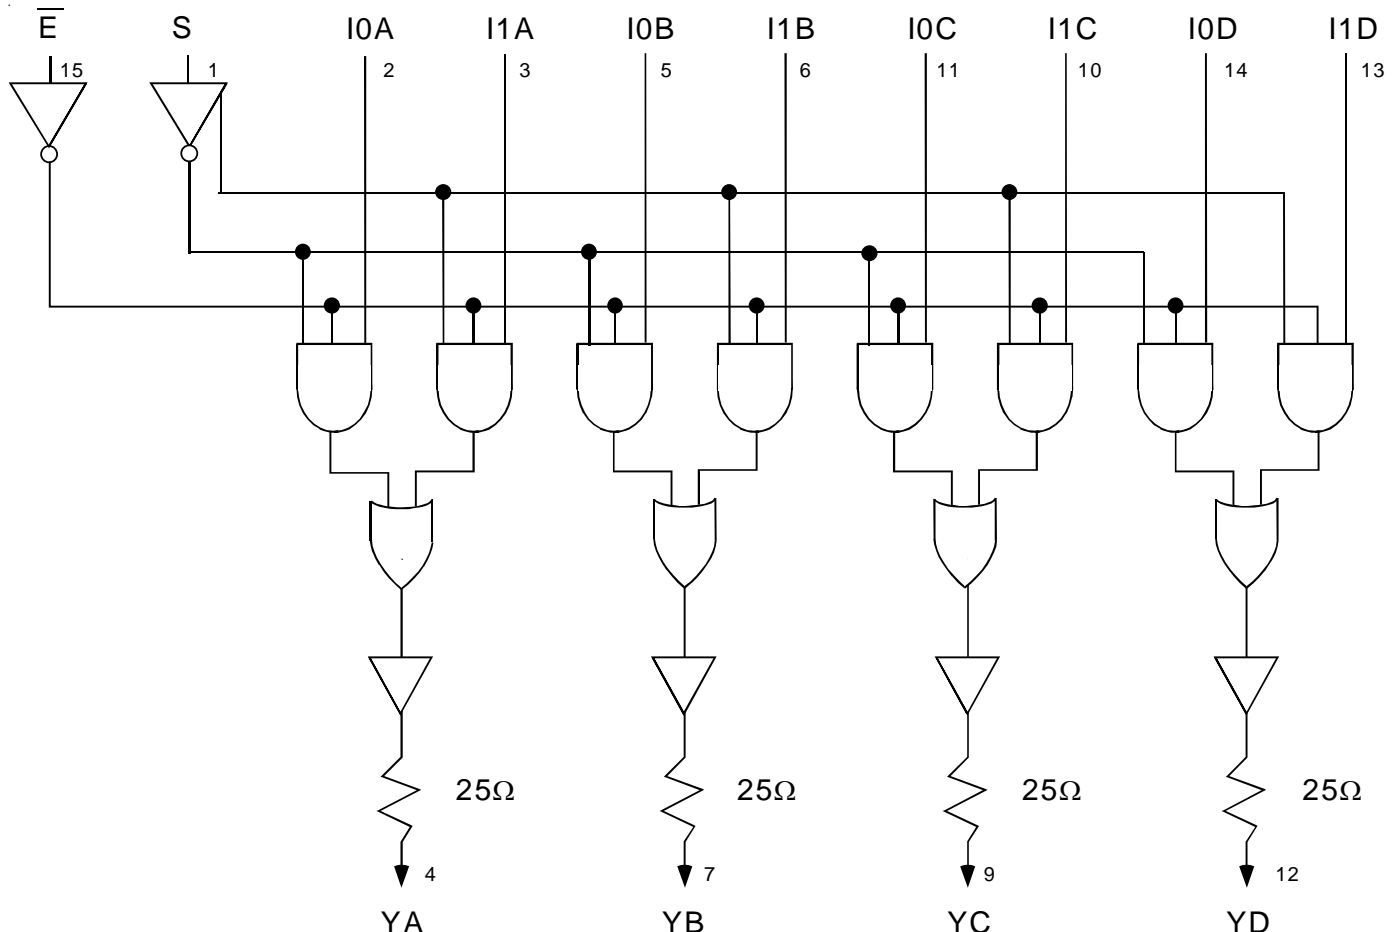 E̅ S I0A I1A I0B I1B I0C I1C I0D I1D
15 1 2 3 5 6 11 10 14 13
25Ω 25Ω 25Ω 25Ω
4 7 9 12
YA YB YC YD